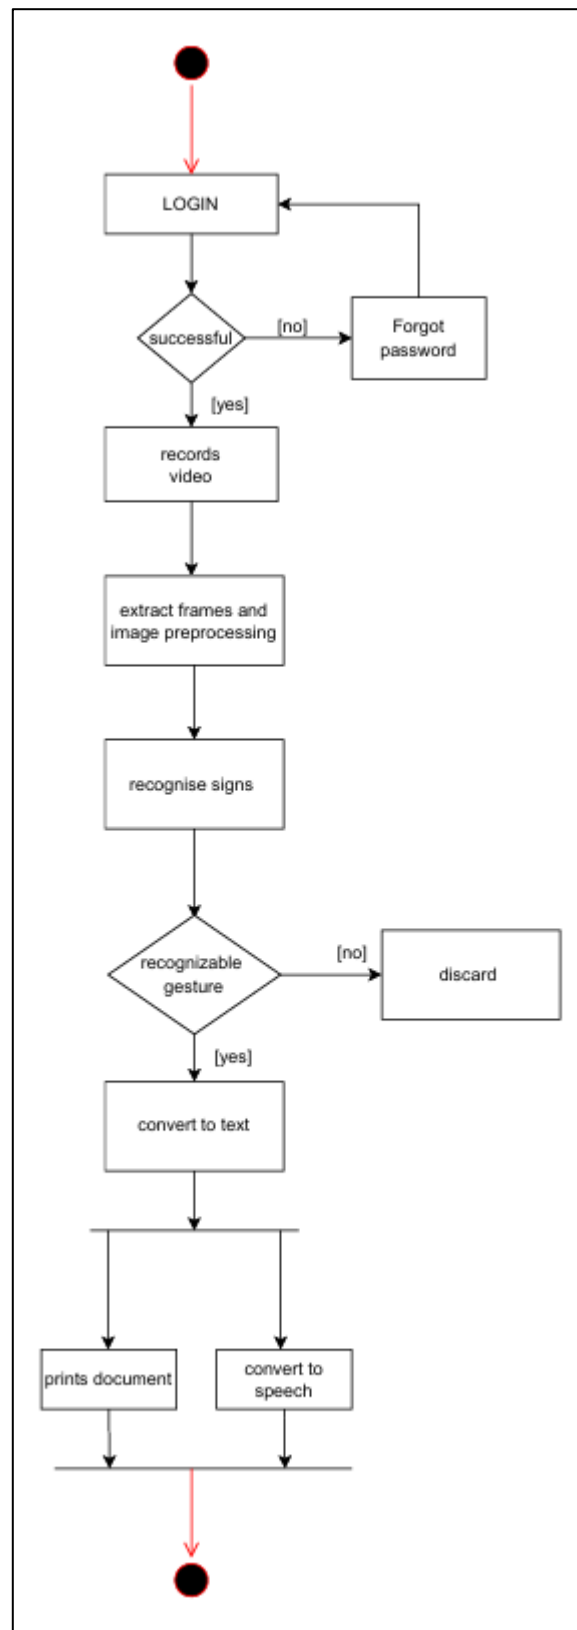 LOGIN
successful
[no]
Forgot
password
[yes]
records
video
extract frames and
image preprocessing
recognise signs
recognizable
gesture
[no]
discard
[yes]
convert to text
prints document
convert to
speech